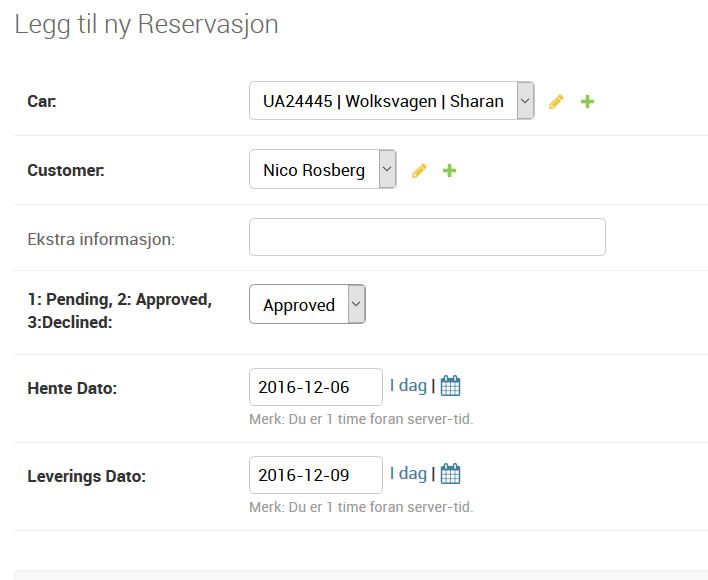 Legg til ny Reservasjon
Car: UA24445 | Wolksvagen | Sharan
Customer: Nico Rosberg
Ekstra informasjon:
1: Pending, 2: Approved,
3:Declined:
Approved
Hente Dato: 2016-12-06 I dag |
Merk: Du er 1 time foran server-tid.
Leverings Dato: 2016-12-09 I dag |
Merk: Du er 1 time foran server-tid.